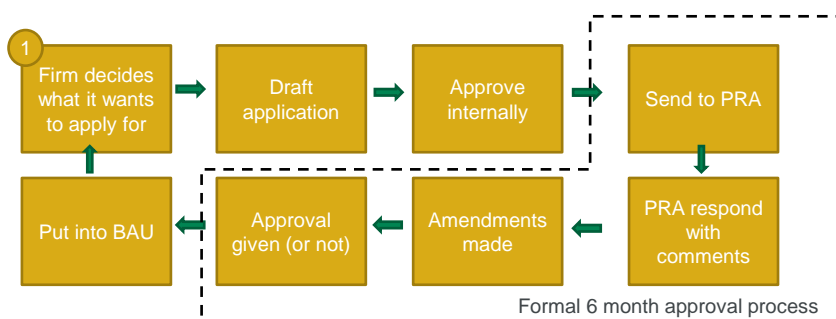 1
Firm decides
what it wants
to apply for
Draft
application
Approve
internally
Send to PRA
PRA respond
with
comments
Amendments
made
Approval
given (or not)
Put into BAU
Formal 6 month approval process